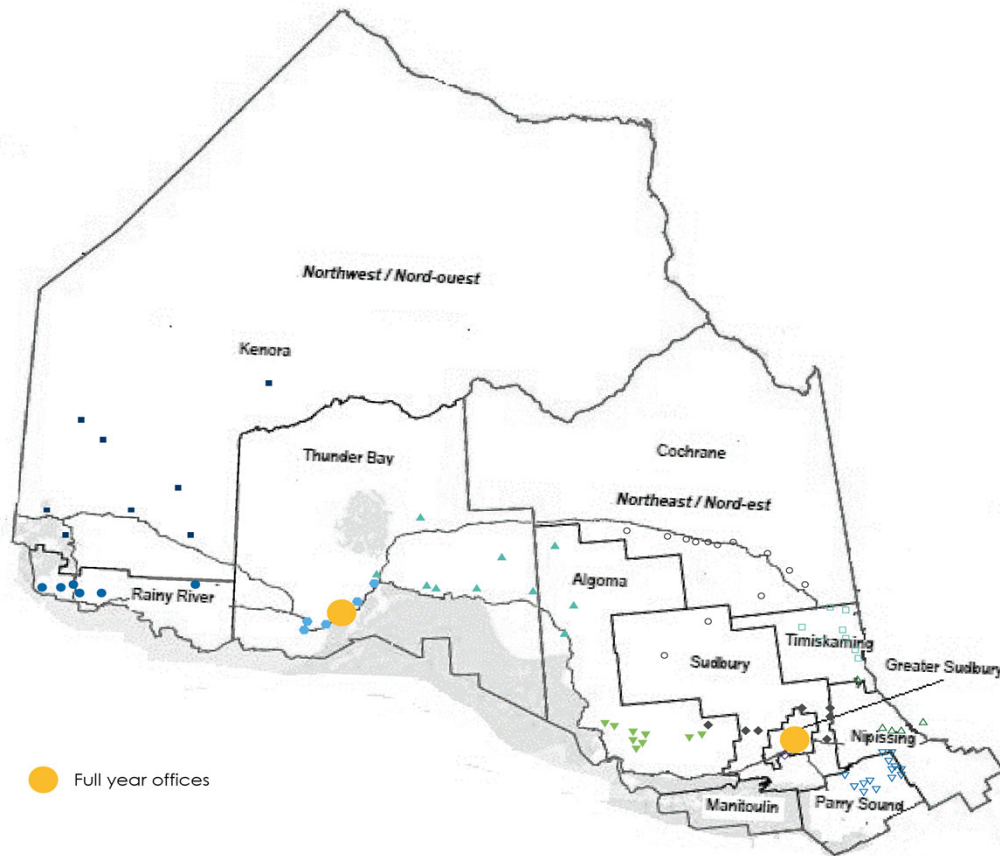 Northwest / Nord-ouest
Kenora
Thunder Bay
Cochrane
Northeast / Nord-est
Algoma
Rainy River
Timiskaming
Sudbury
Greater Sudbury
Nipissing
Full year offices
Manitoulin
Parry Sound